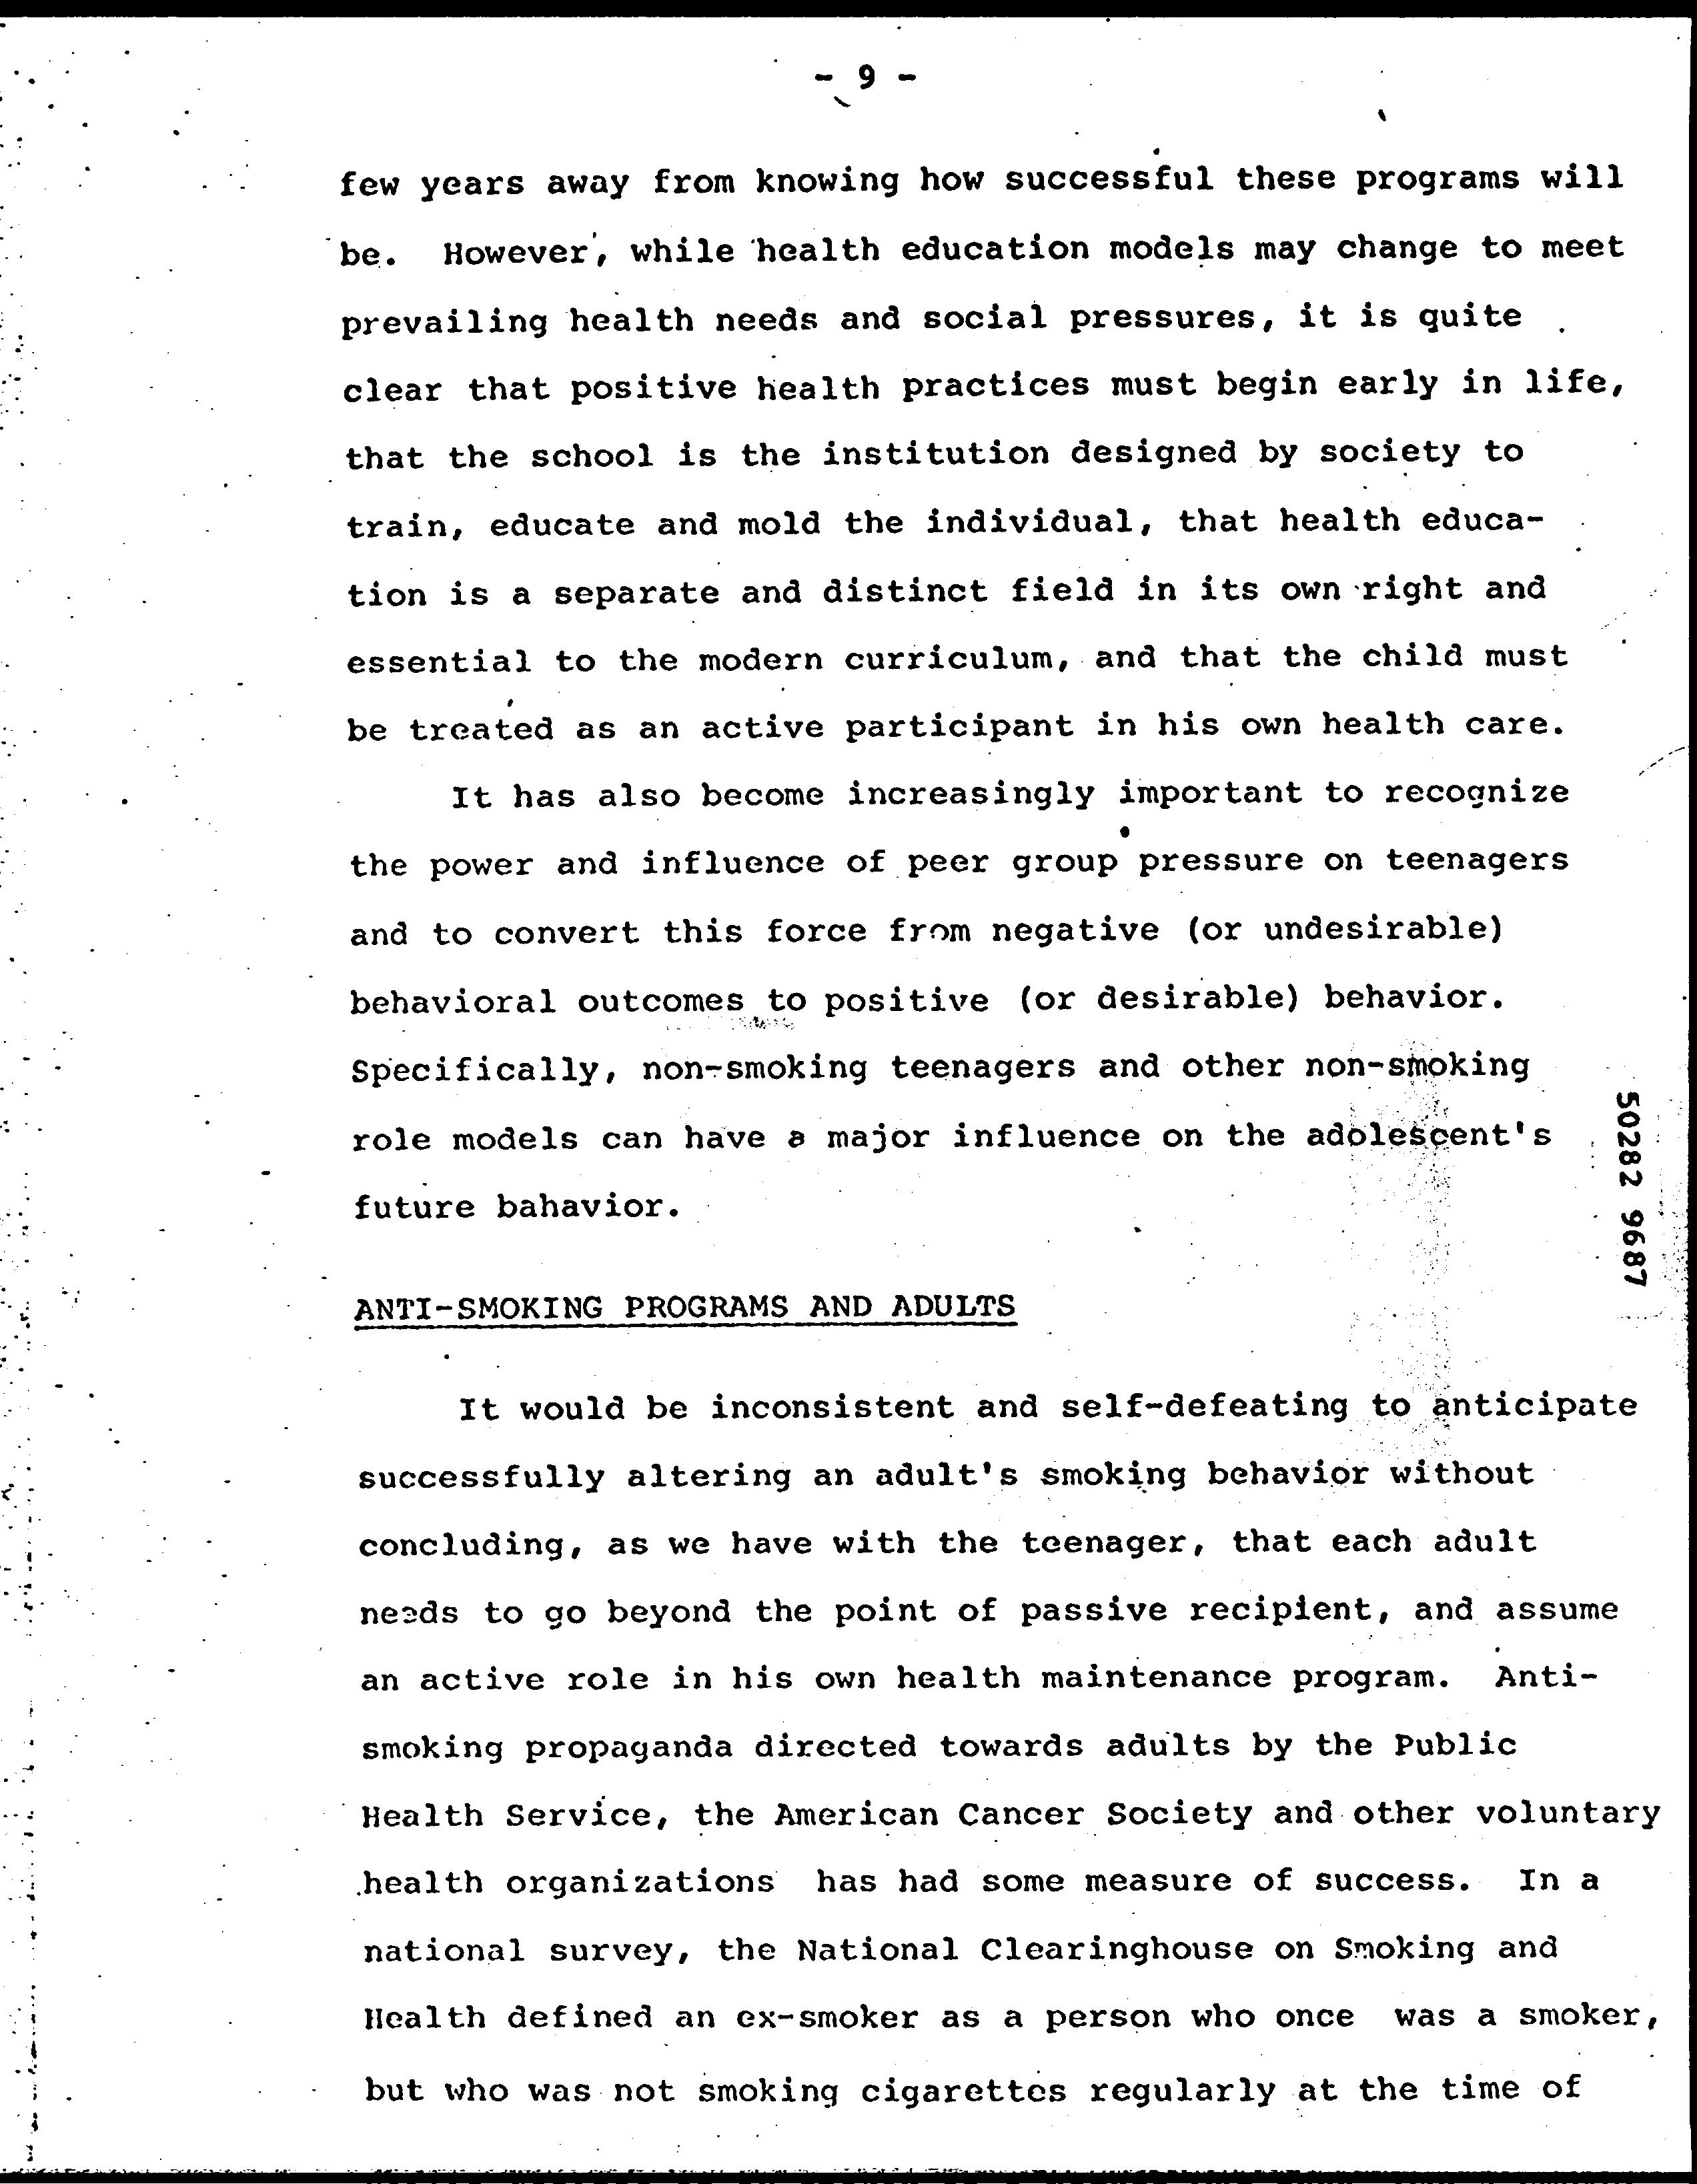 - 9 -
few years away from knowing how successful these programs will
be. However, while health education models may change to meet
prevailing health needs and social pressures, it is quite
clear that positive health practices must begin early in life,
that the school is the institution designed by society to
train, educate and mold the individual, that health educa-
tion is a separate and distinct field in its own right and
essential to the modern curriculum, and that the child must
be treated as an active participant in his own health care.
It has also become increasingly important to recognize
the power and influence of peer group pressure on teenagers
and to convert this force from negative (or undesirable)
behavioral outcomes to positive (or desirable) behavior.
Specifically, non-smoking teenagers and other non-smoking
role models can have a major influence on the adolescent's
future bahavior.
ANTI-SMOKING PROGRAMS AND ADULTS
It would be inconsistent and self-defeating to anticipate
successfully altering an adult's smoking behavior without
concluding, as we have with the teenager, that each adult
needs to go beyond the point of passive recipient, and assume
an active role in his own health maintenance program. Anti-
smoking propaganda directed towards adults by the Public
Health Service, the American Cancer Society and other voluntary
health organizations has had some measure of success. In a
national survey, the National Clearinghouse on Smoking and
Health defined an ex-smoker as a person who once was a smoker,
but who was not smoking cigarettes regularly at the time of
50282 9687